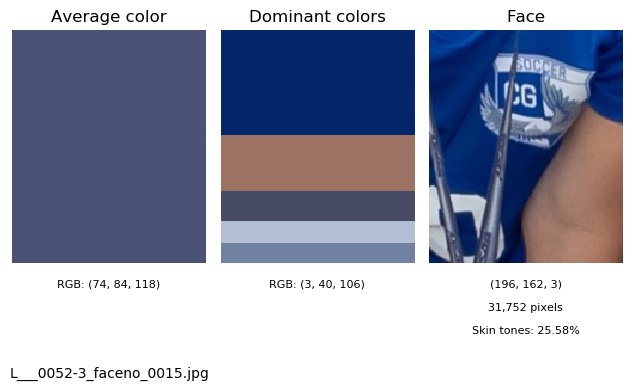 Average color
Dominant colors
Face
SOCCER
CG
RGB: (74, 84, 118)
RGB: (3, 40, 106)
(196, 162, 3)
31,752 pixels
Skin tones: 25.58%
L___0052-3_faceno_0015.jpg